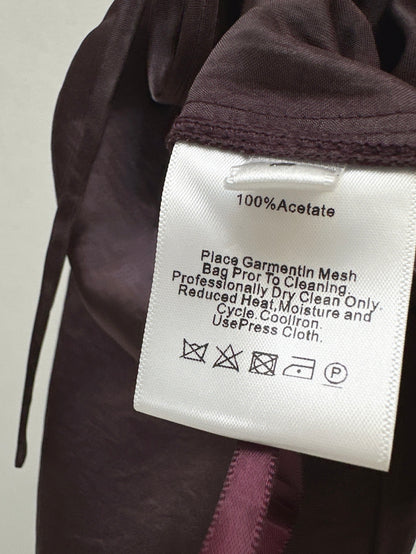 100%Acetate
Place Garmentin Mesh
Bag Pror To Cleaning.
Professionally Dry Clean Only.
Reduced Heat,Moisture and
Cycle.Cooliron.
UsePress Cloth.
P